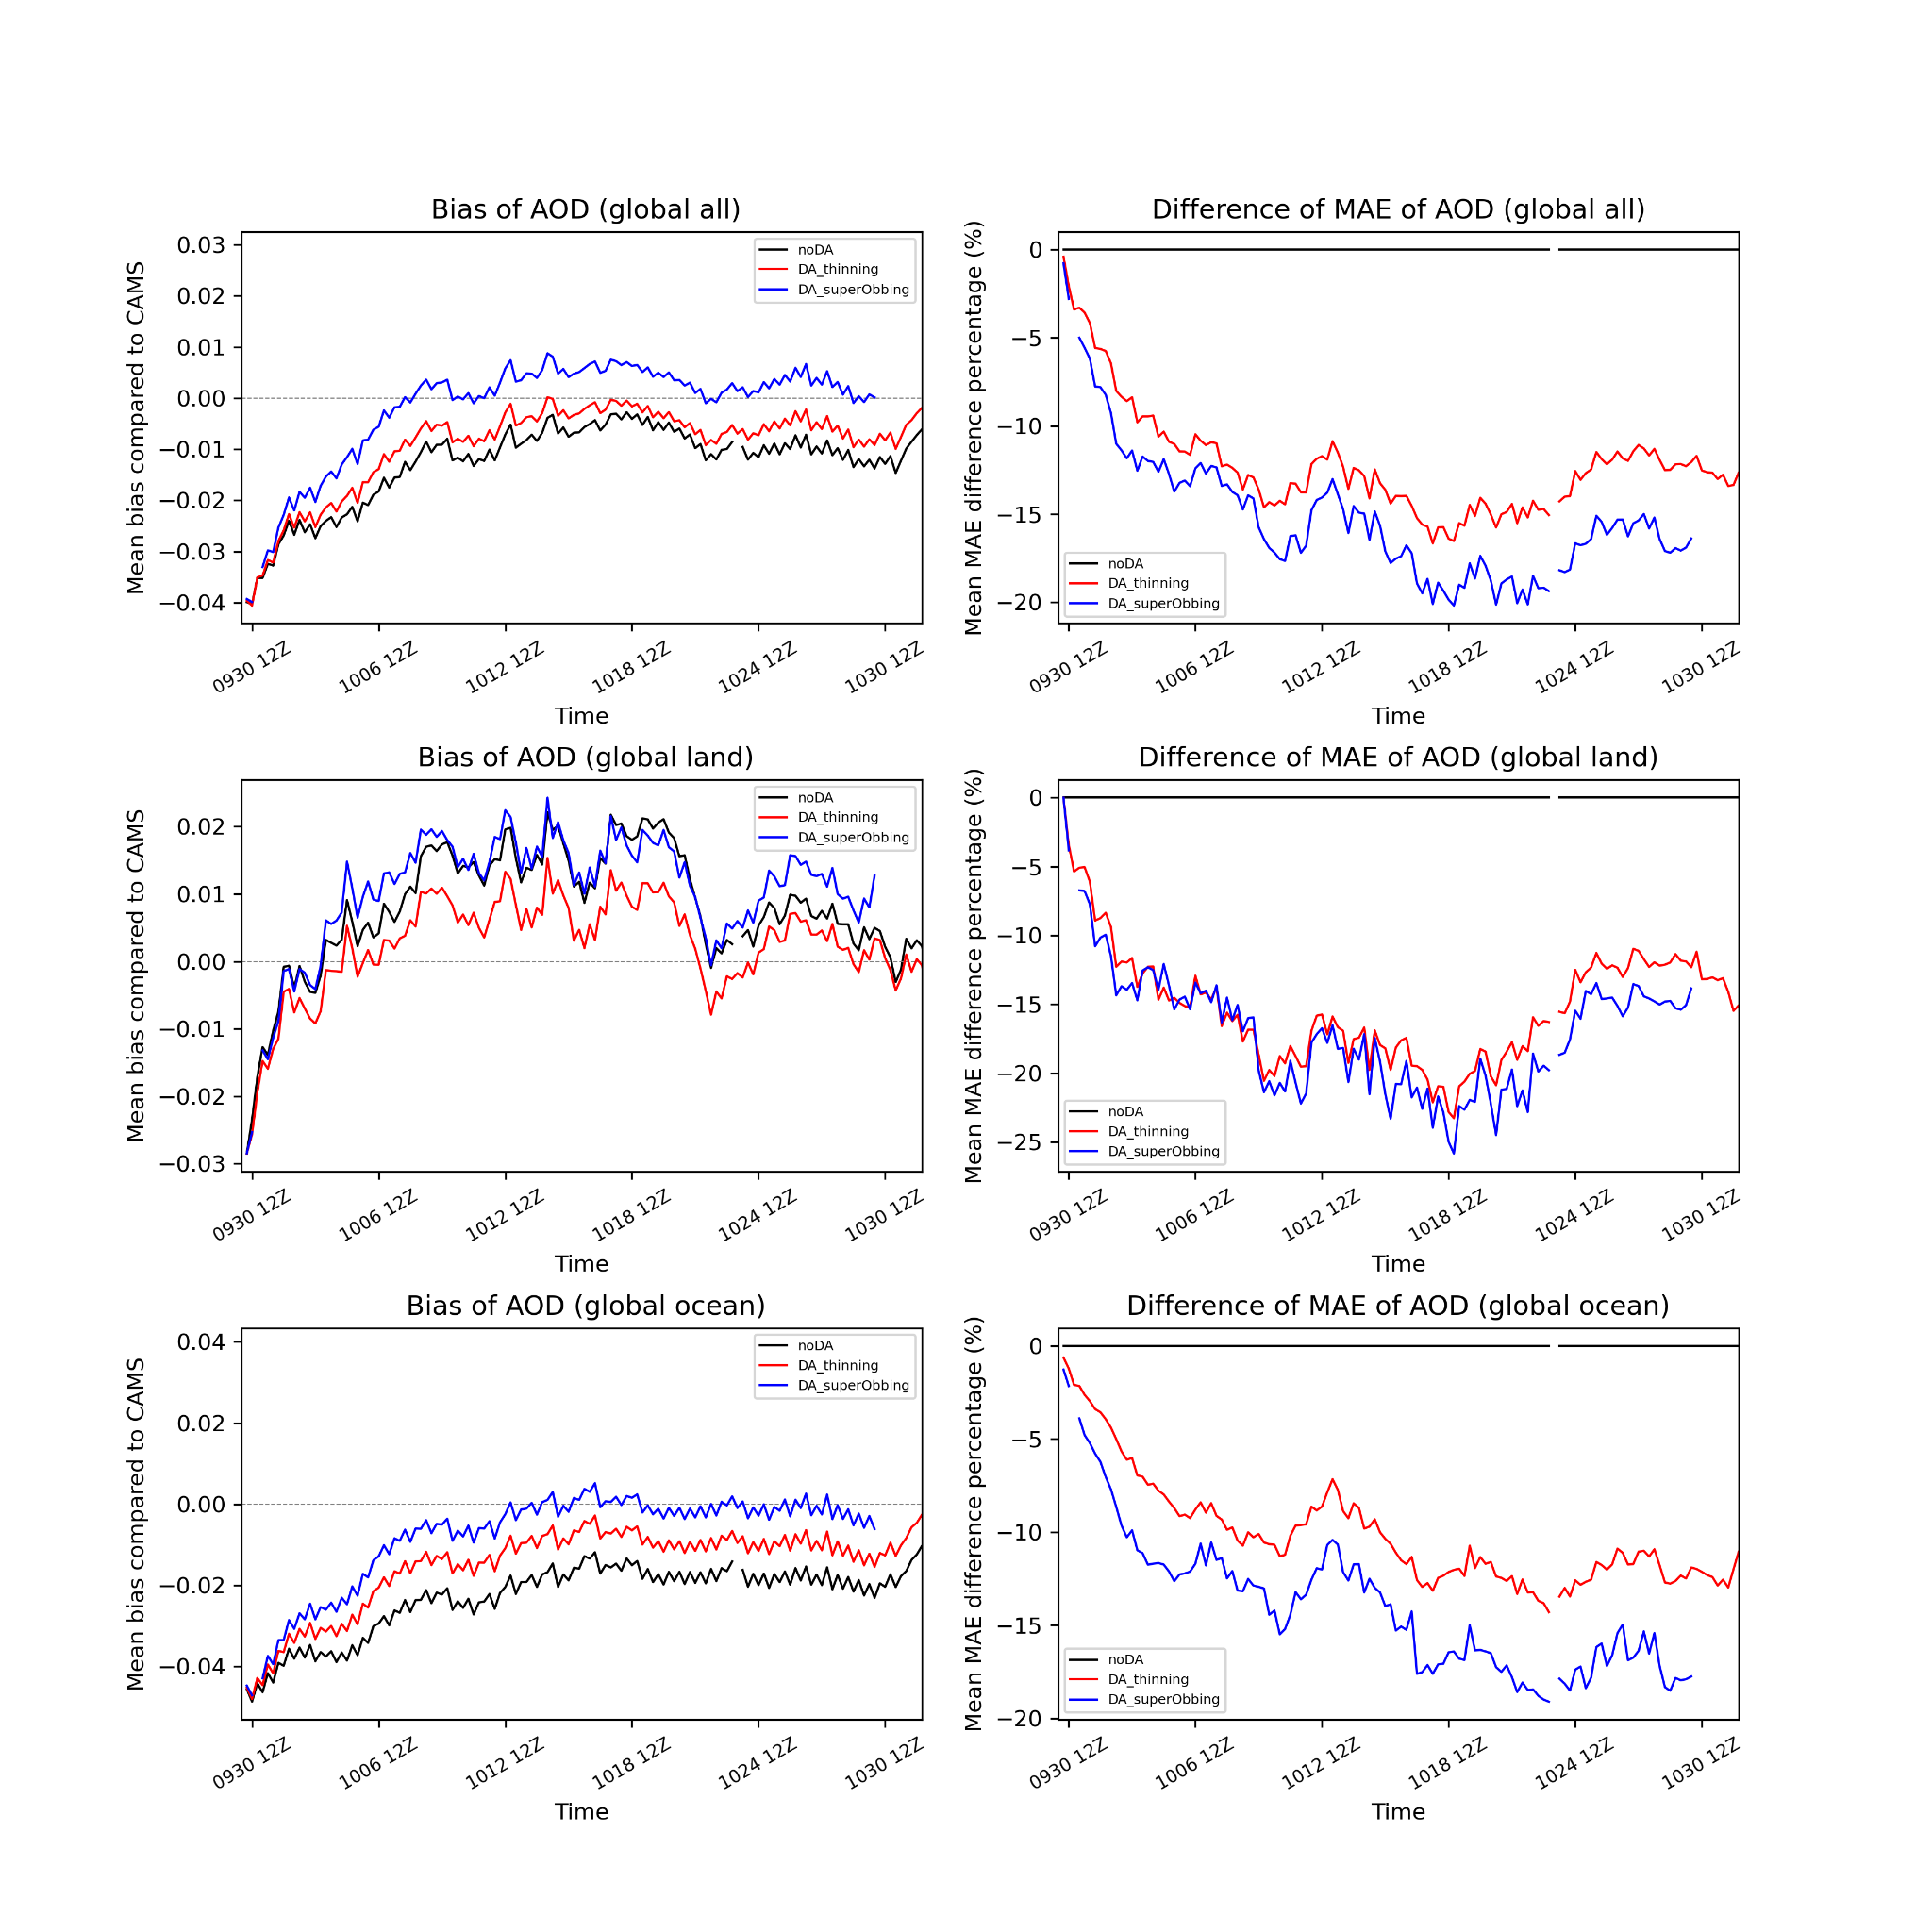 Bias of AOD (global all)
Mean bias compared to CAMS
0.03
0.02
0.01
0.00
−0.01
−0.02
−0.03
−0.04
noDA
DA_thinning
DA_superObbing
0930 12Z
1006 12Z
1012 12Z
1018 12Z
1024 12Z
1030 12Z
Time
Difference of MAE of AOD (global all)
Mean MAE difference percentage (%)
0
−5
−10
−15
−20
noDA
DA_thinning
DA_superObbing
0930 12Z
1006 12Z
1012 12Z
1018 12Z
1024 12Z
1030 12Z
Time
Bias of AOD (global land)
Mean bias compared to CAMS
0.02
0.01
0.00
−0.01
−0.02
−0.03
noDA
DA_thinning
DA_superObbing
0930 12Z
1006 12Z
1012 12Z
1018 12Z
1024 12Z
1030 12Z
Time
Difference of MAE of AOD (global land)
Mean MAE difference percentage (%)
0
−5
−10
−15
−20
−25
noDA
DA_thinning
DA_superObbing
0930 12Z
1006 12Z
1012 12Z
1018 12Z
1024 12Z
1030 12Z
Time
Bias of AOD (global ocean)
Mean bias compared to CAMS
0.04
0.02
0.00
−0.02
−0.04
noDA
DA_thinning
DA_superObbing
0930 12Z
1006 12Z
1012 12Z
1018 12Z
1024 12Z
1030 12Z
Time
Difference of MAE of AOD (global ocean)
Mean MAE difference percentage (%)
0
−5
−10
−15
−20
noDA
DA_thinning
DA_superObbing
0930 12Z
1006 12Z
1012 12Z
1018 12Z
1024 12Z
1030 12Z
Time